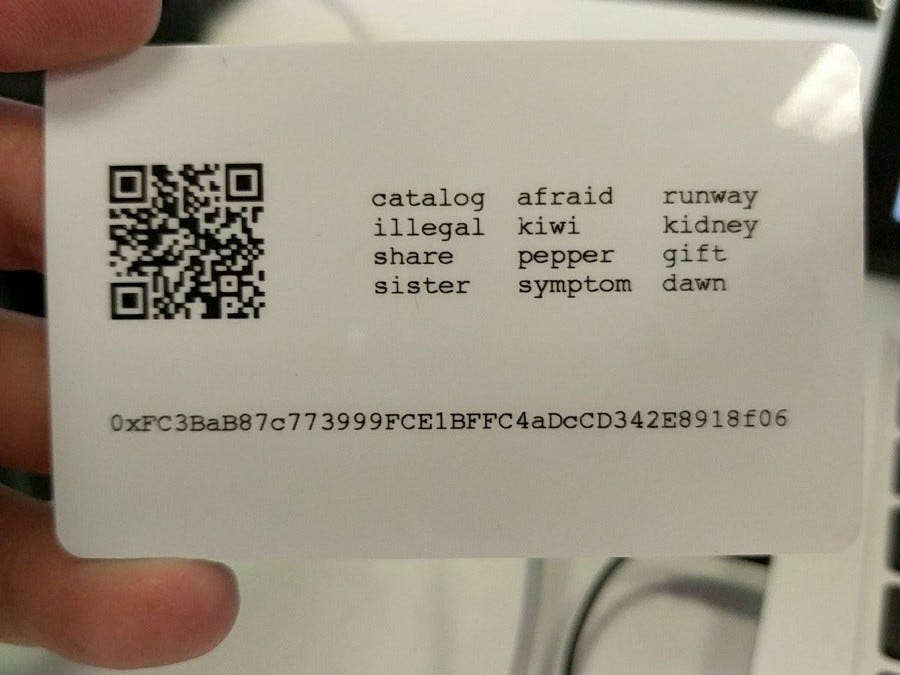 catalog afraid runway
illegal kiwi kidney
share pepper gift
sister symptom dawn
0xFC3BaB87c773999FCE1BFFC4aDcCD342E8918f06